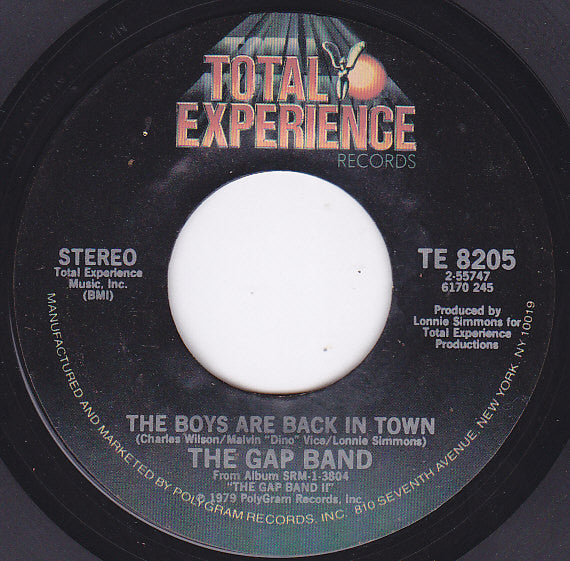 TOTAL
EXPERIENCE
RECORDS
STEREO
Total Experience
Music, Inc.
(BMI)
TE 8205
2-55747
6170 245
Produced by
Lonnie Simmons for
Total Experience
Productions
THE BOYS ARE BACK IN TOWN
(Charles Wilson/Malvin "Dino" Vice/Lonnie Simmons)
THE GAP BAND
From Album SRM-1-3804
"THE GAP BAND II"
© 1979 PolyGram Records, Inc.
MANUFACTURED AND MARKETED BY POLYGRAM RECORDS, INC. 810 SEVENTH AVENUE, NEW YORK, NY 10019